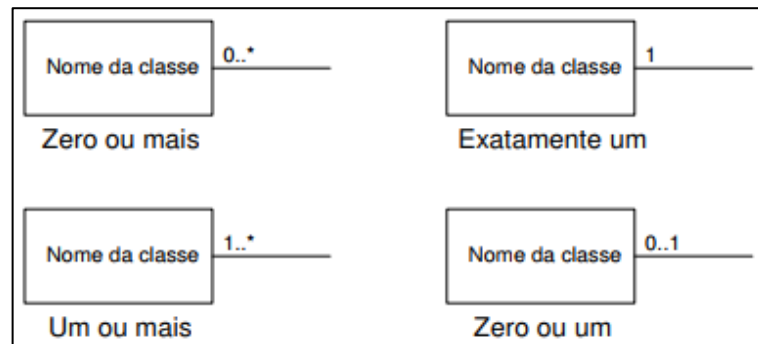 Nome da classe 0..*
Zero ou mais
Nome da classe 1
Exatamente um
Nome da classe 1..*
Um ou mais
Nome da classe 0..1
Zero ou um